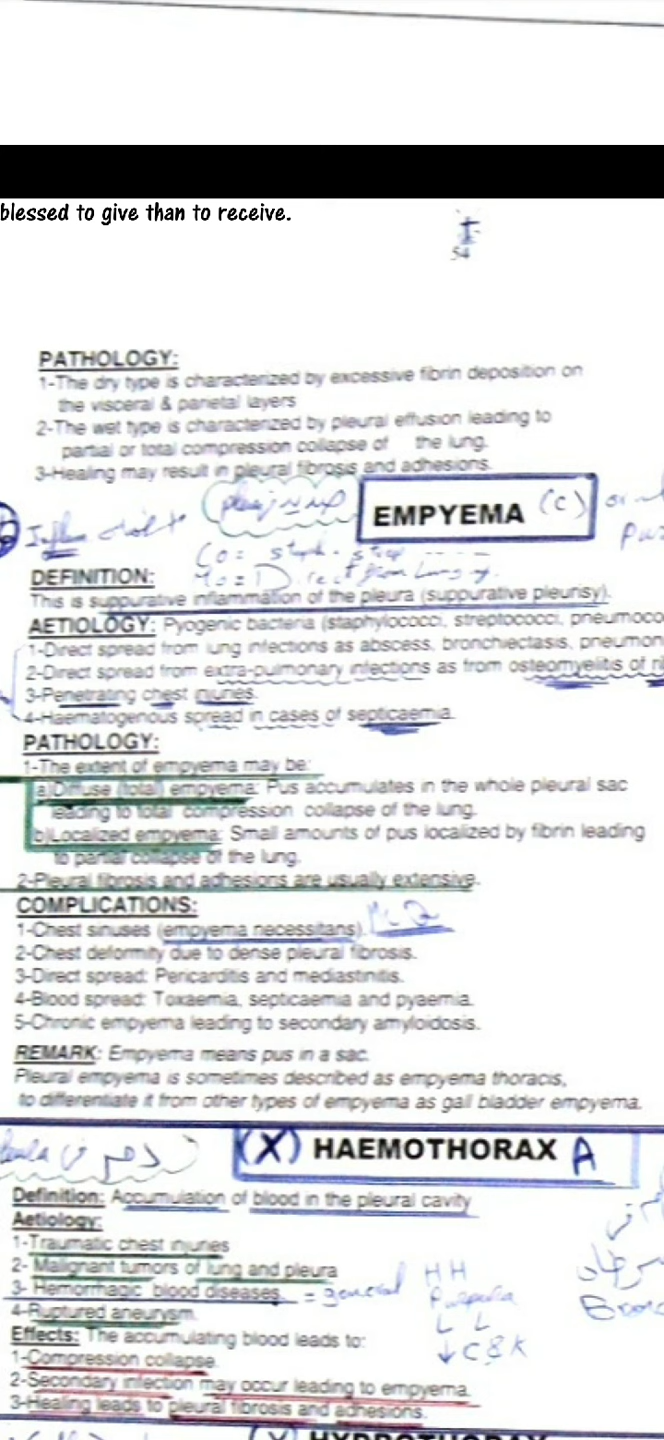 blessed to give than to receive.
54
PATHOLOGY:
1-The dry type is characterized by excessive fibrin deposition on
the visceral & parietal layers
2-The wet type is characterized by pleural effusion leading to
partial or total compression collapse of the lung.
3-Healing may result in pleural fibrosis and adhesions.
EMPYEMA (C) or
DEFINITION:
This is suppurative inflammation of the pleura (suppurative pleurisy).
AETIOLOGY: Pyogenic bacteria (staphylococci, streptococci, pneumoco
1-Direct spread from lung infections as abscess, bronchiectasis, pneumon
2-Direct spread from extra-pulmonary infections as from osteomyelitis of ri
3-Penetrating chest injuries.
4-Haematogenous spread in cases of septicaemia.
PATHOLOGY:
1-The extent of empyema may be:
a)Diffuse (total) empyema: Pus accumulates in the whole pleural sac
leading to total compression collapse of the lung.
b)Localized empyema: Small amounts of pus localized by fibrin leading
to partial collapse of the lung.
2-Pleural fibrosis and adhesions are usually extensive.
COMPLICATIONS:
1-Chest sinuses (empyema necessitans).
2-Chest deformity due to dense pleural fibrosis.
3-Direct spread: Pericarditis and mediastinitis.
4-Blood spread: Toxaemia, septicaemia and pyaemia.
5-Chronic empyema leading to secondary amyloidosis.
REMARK: Empyema means pus in a sac.
Pleural empyema is sometimes described as empyema thoracis,
to differentiate it from other types of empyema as gall bladder empyema.
(X) HAEMOTHORAX A
Definition: Accumulation of blood in the pleural cavity
Aetiology:
1-Traumatic chest injuries
2- Malignant tumors of lung and pleura
3- Hemorrhagic blood diseases. = general HH
Purpura
4-Ruptured aneurysm.
L L
Effects: The accumulating blood leads to:
↓ C & K
1-Compression collapse.
2-Secondary infection may occur leading to empyema.
3-Healing leads to pleural fibrosis and adhesions.
HYDROTHORAX